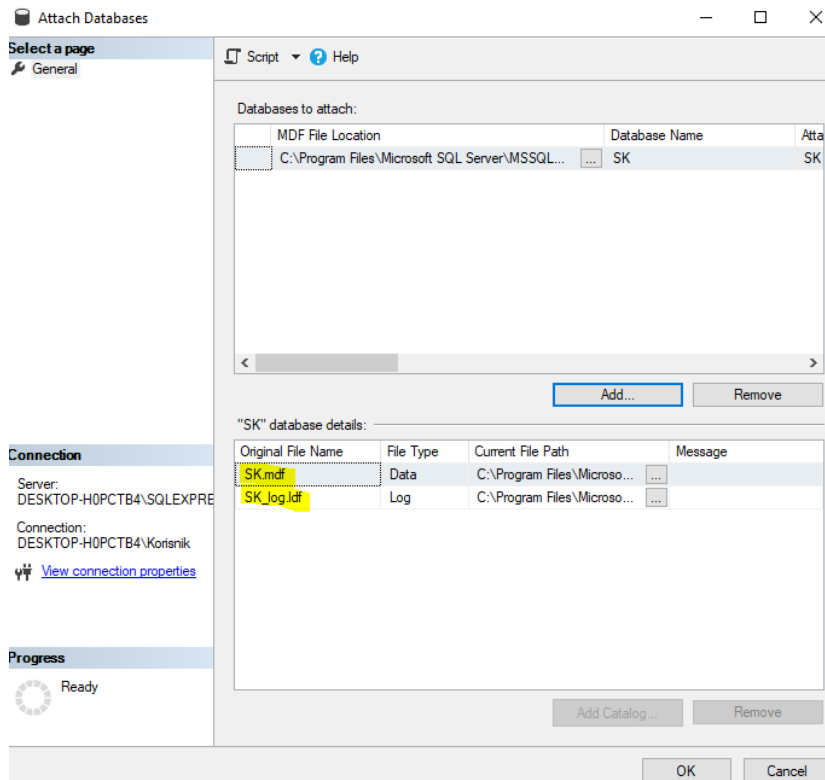 Attach Databases
Select a page
General
Script
Help
Databases to attach:
MDF File Location Database Name Atta
C:\Program Files\Microsoft SQL Server\MSSQL... ... SK SK
Add... Remove
"SK" database details:
Original File Name File Type Current File Path Message
SK.mdf Data C:\Program Files\Microso... ...
SK_log.ldf Log C:\Program Files\Microso... ...
Connection
Server:
DESKTOP-H0PCTB4\SQLEXPRE
Connection:
DESKTOP-H0PCTB4\Korisnik
View connection properties
Progress
Ready
Add Catalog... Remove
OK Cancel